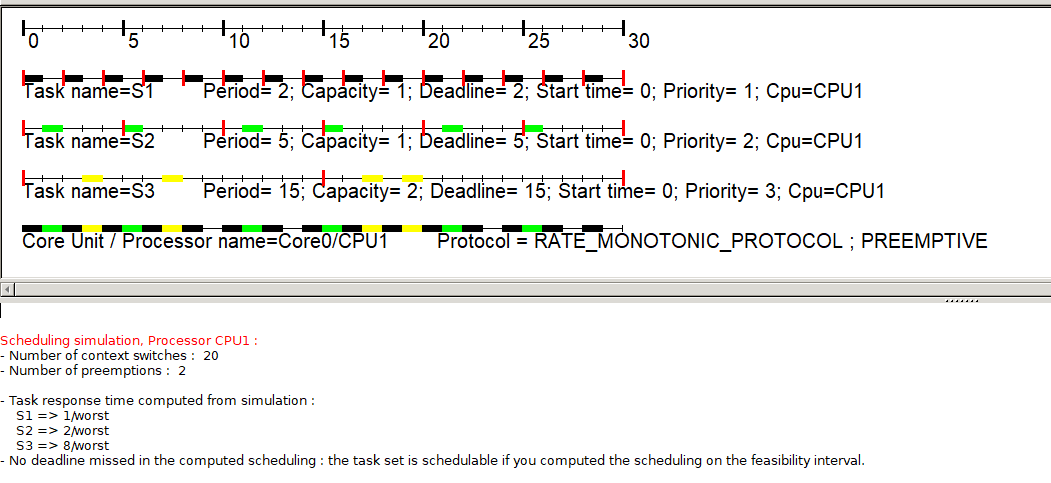 0 5 10 15 20 25 30
Task name=S1 Period= 2; Capacity= 1; Deadline= 2; Start time= 0; Priority= 1; Cpu=CPU1
Task name=S2 Period= 5; Capacity= 1; Deadline= 5; Start time= 0; Priority= 2; Cpu=CPU1
Task name=S3 Period= 15; Capacity= 2; Deadline= 15; Start time= 0; Priority= 3; Cpu=CPU1
Core Unit / Processor name=Core0/CPU1 Protocol = RATE_MONOTONIC_PROTOCOL ; PREEMPTIVE
Scheduling simulation, Processor CPU1 :
- Number of context switches :  20
- Number of preemptions :  2
- Task response time computed from simulation :
S1 => 1/worst
S2 => 2/worst
S3 => 8/worst
- No deadline missed in the computed scheduling : the task set is schedulable if you computed the scheduling on the feasibility interval.